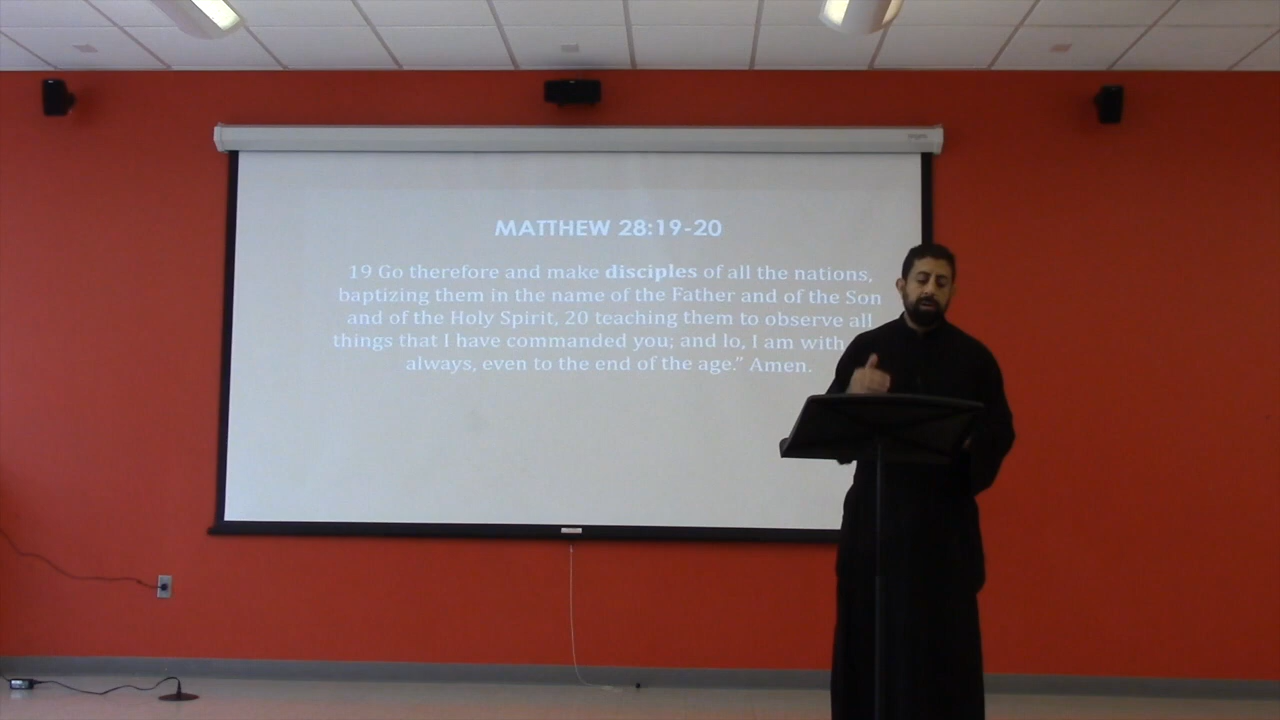 MATTHEW 28:19-20
19 Go therefore and make disciples of all the nations,
baptizing them in the name of the Father and of the Son
and of the Holy Spirit, 20 teaching them to observe all
things that I have commanded you; and lo, I am with
always, even to the end of the age.” Amen.